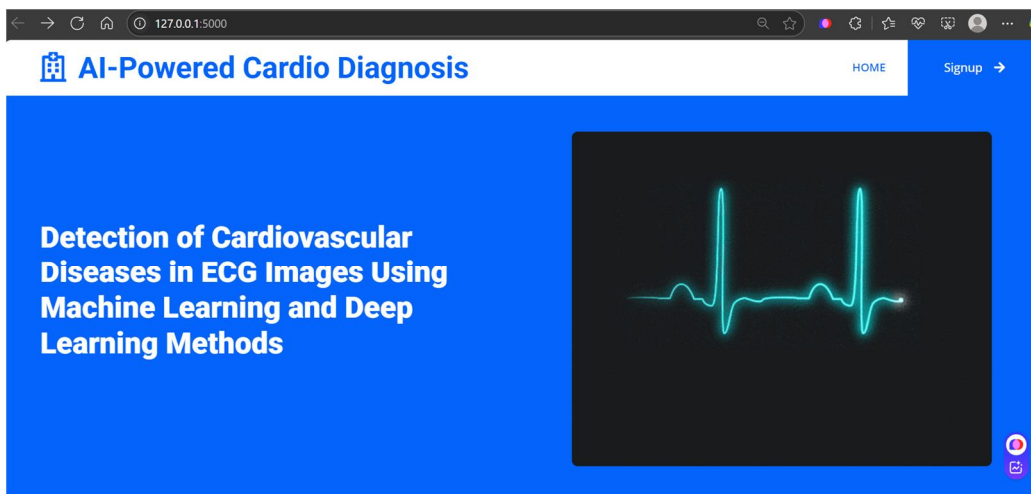 127.0.0.1:5000
AI-Powered Cardio Diagnosis
HOME
Signup
Detection of Cardiovascular
Diseases in ECG Images Using
Machine Learning and Deep
Learning Methods